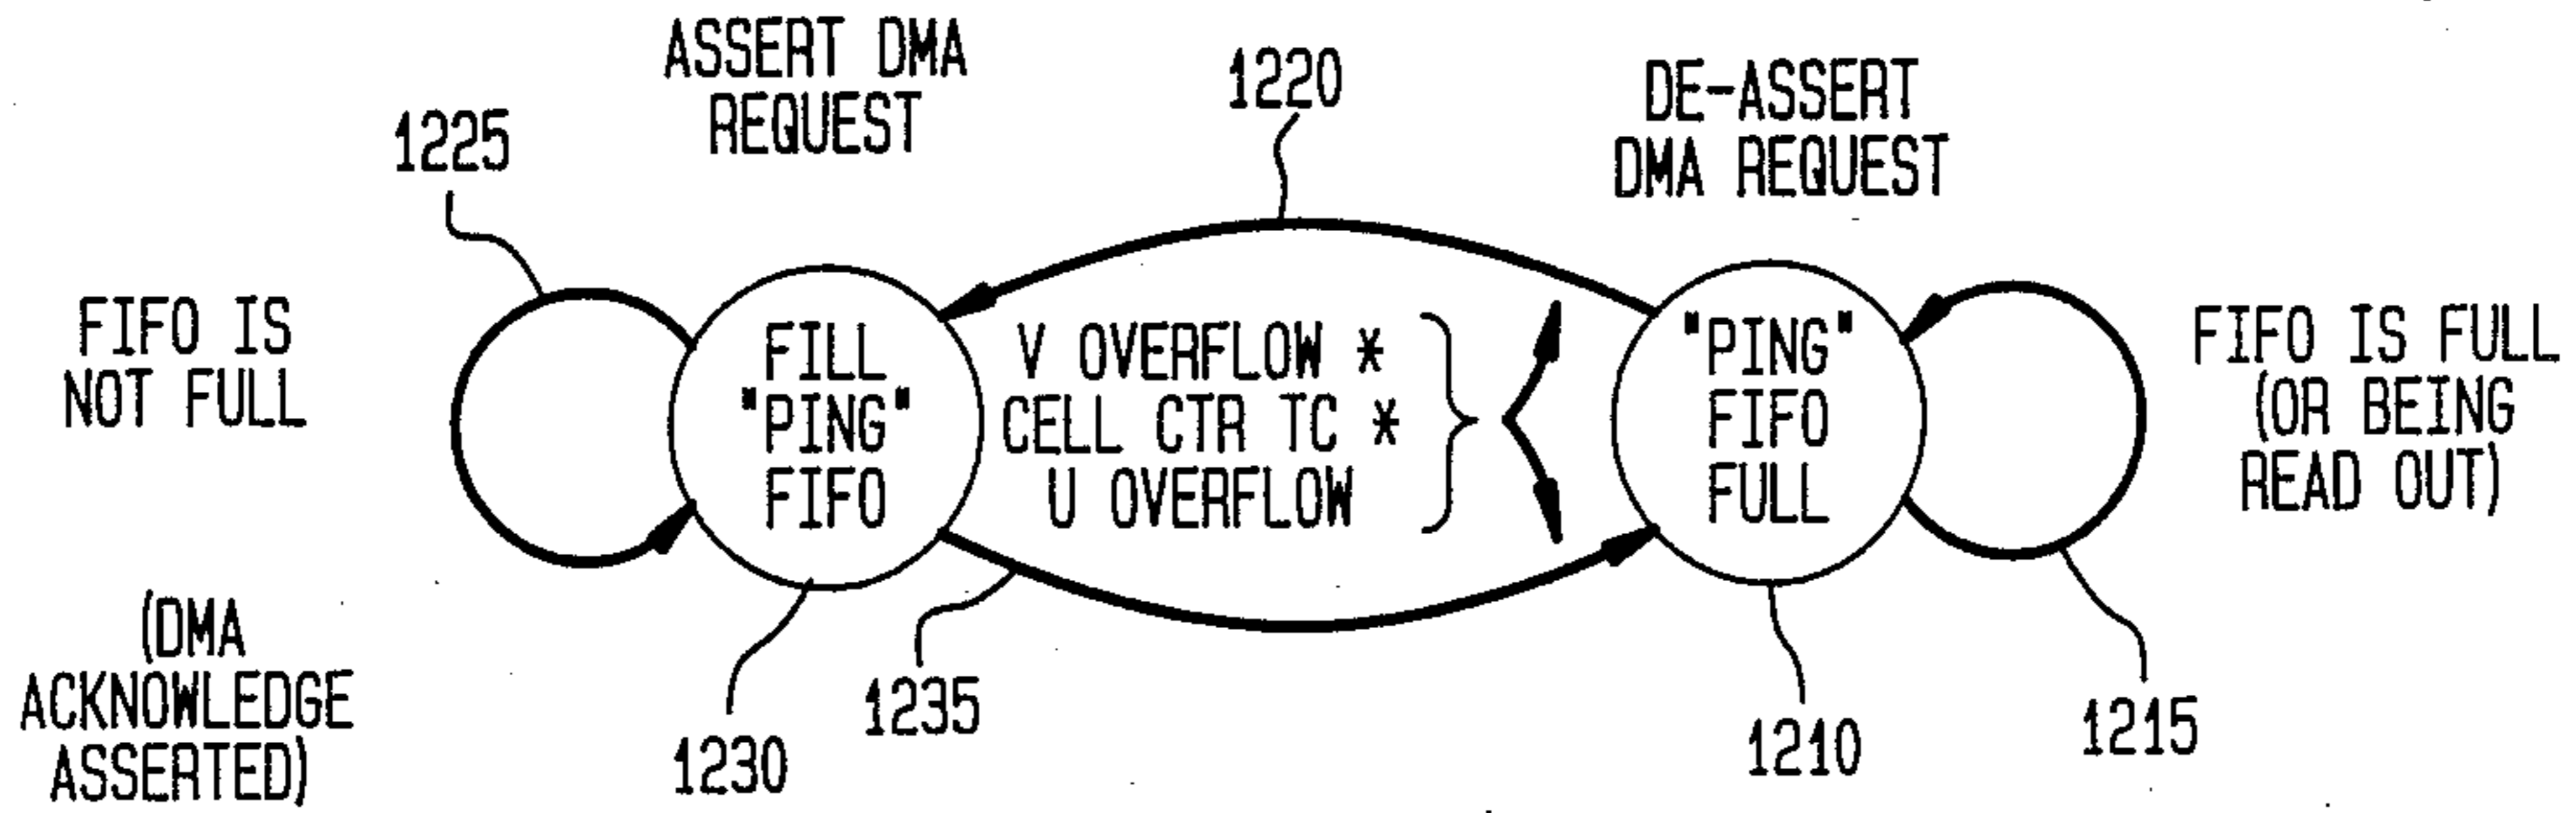 ASSERT DMA
REQUEST
1220
DE-ASSERT
DMA REQUEST
1225
FIFO IS
NOT FULL
FILL
"PING"
FIFO
V OVERFLOW *
CELL CTR TC *
U OVERFLOW
"PING"
FIFO
FULL
FIFO IS FULL
(OR BEING
READ OUT)
(DMA
ACKNOWLEDGE
ASSERTED)
1230
1235
1210
1215